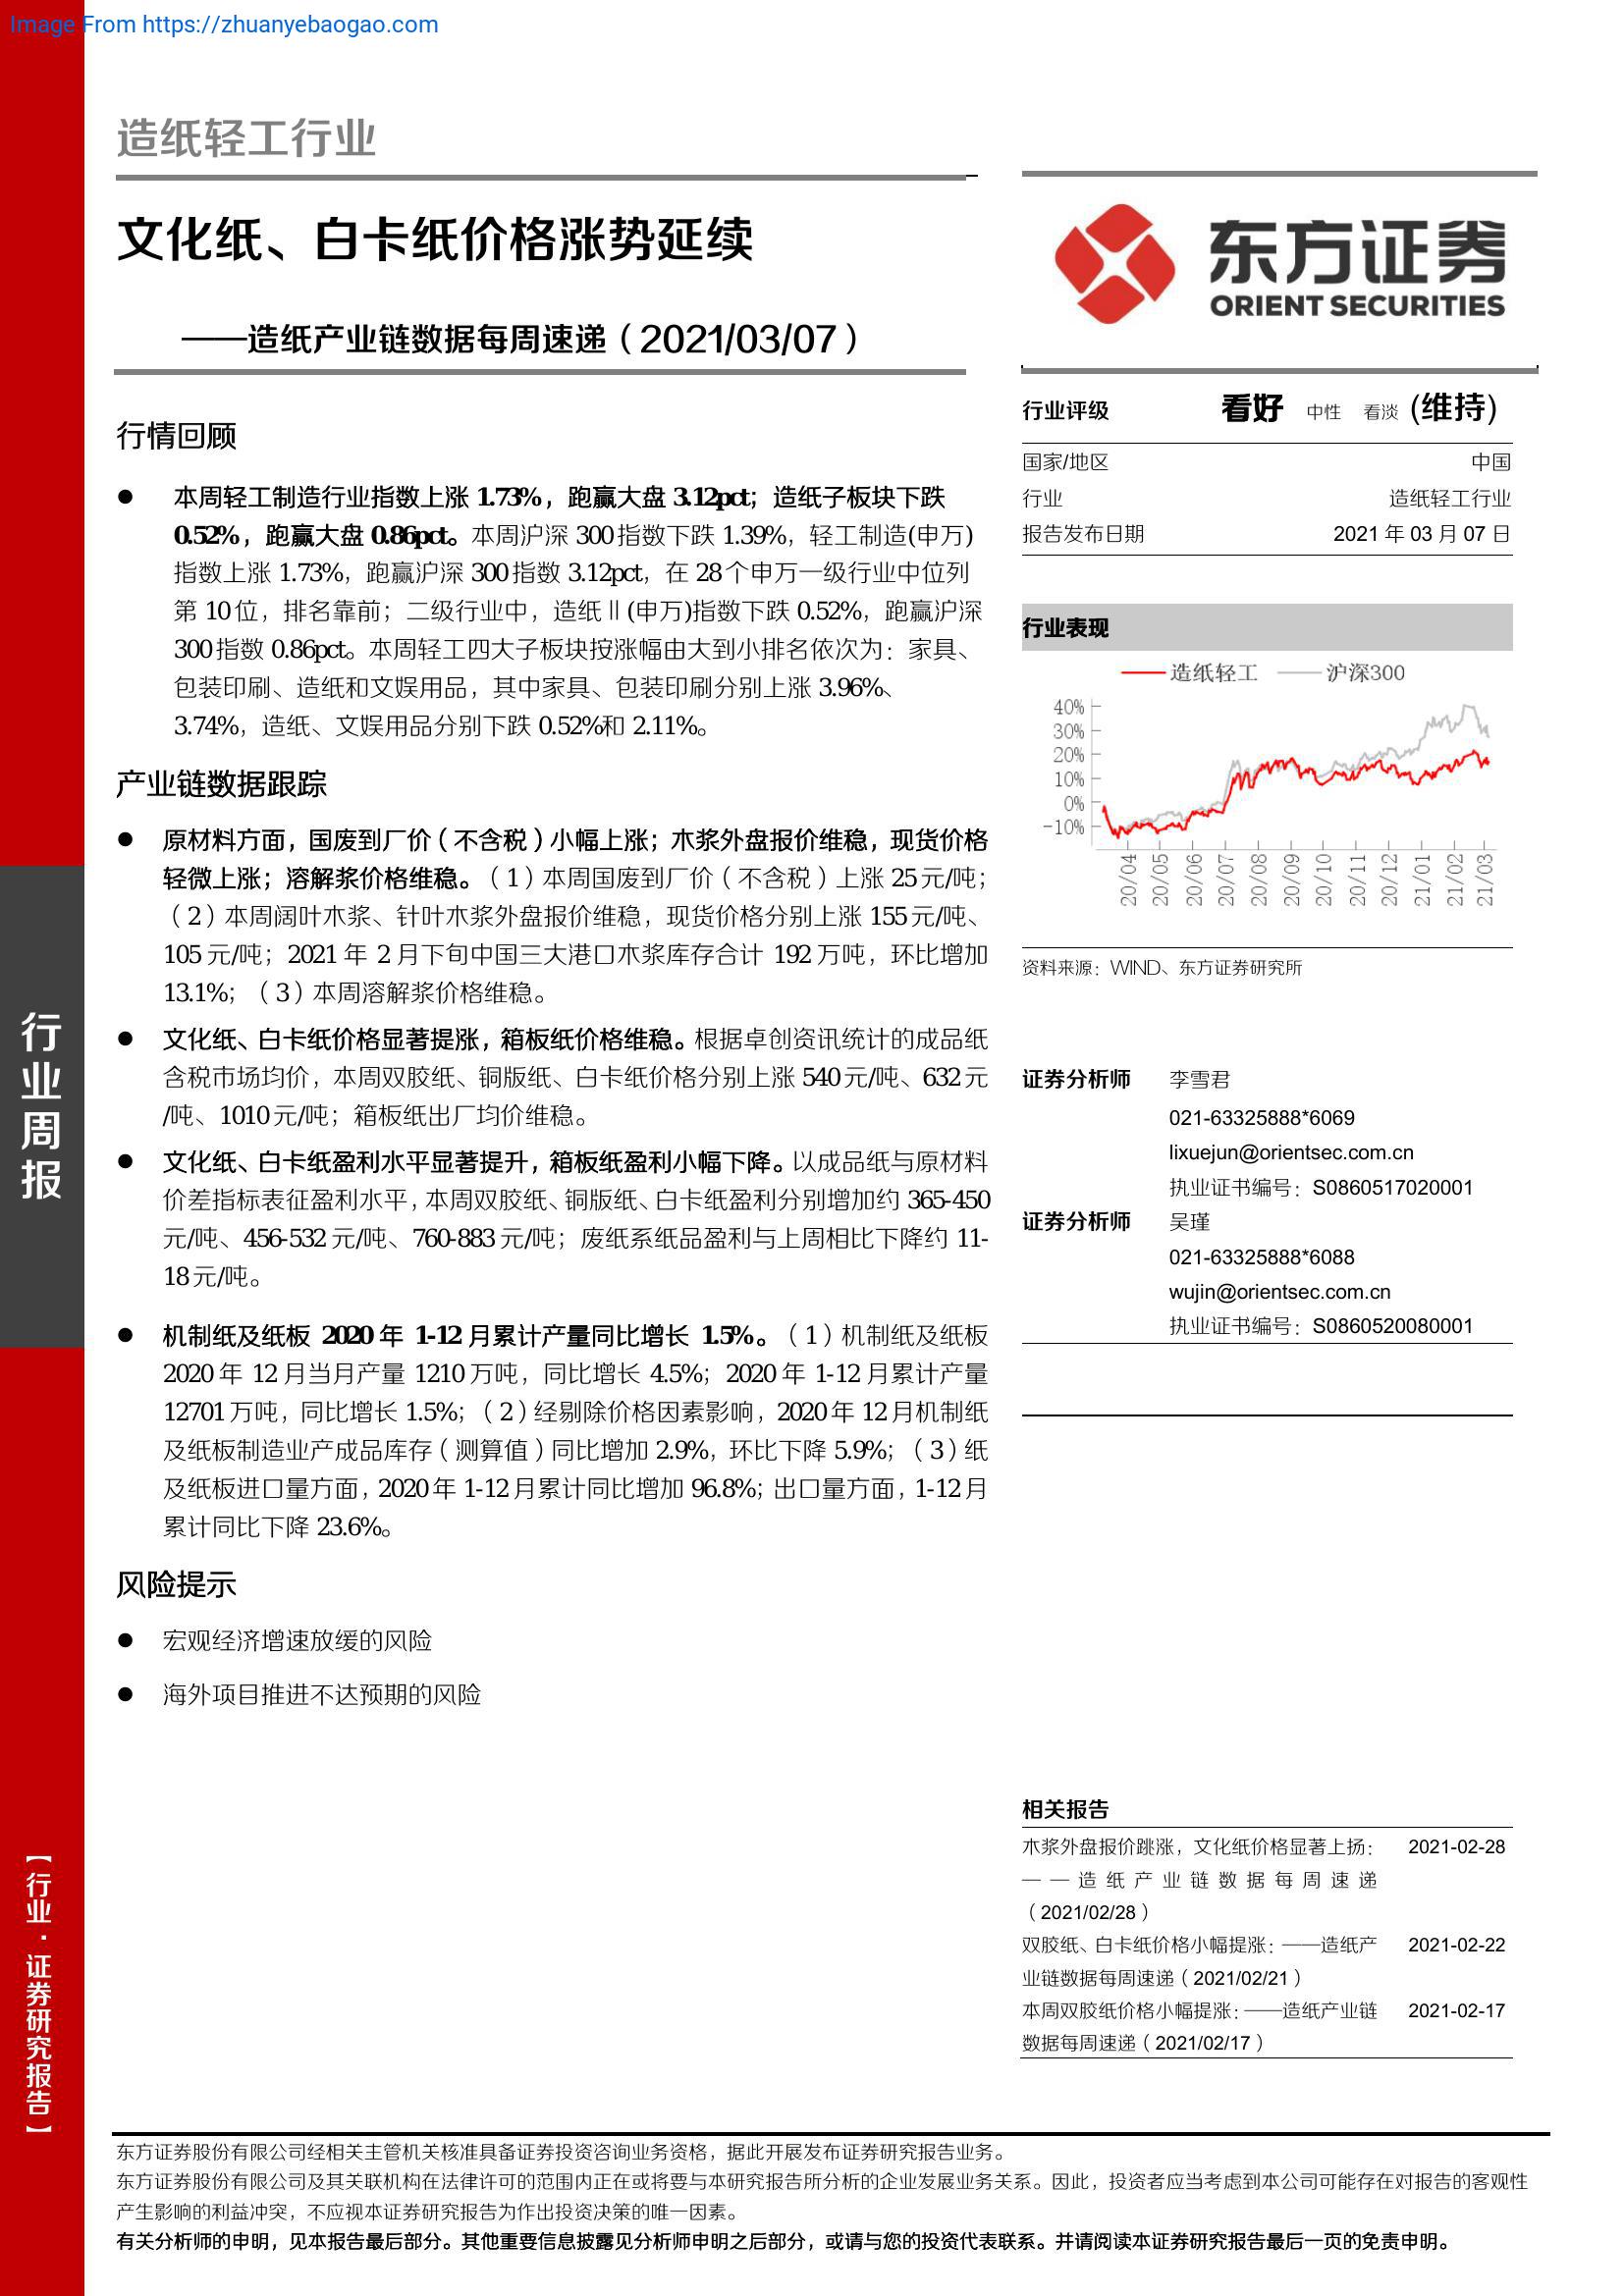 Image From https://zhuanyebaogao.com
造纸轻工行业
文化纸、白卡纸价格涨势延续
——造纸产业链数据每周速递（2021/03/07）
行情回顾
● 本周轻工制造行业指数上涨 1.73%，跑赢大盘 3.12pct；造纸子板块下跌
0.52%，跑赢大盘 0.86pct。本周沪深 300 指数下跌 1.39%，轻工制造(申万)
指数上涨 1.73%，跑赢沪深 300 指数 3.12pct，在 28 个申万一级行业中位列
第 10 位，排名靠前；二级行业中，造纸Ⅱ(申万)指数下跌 0.52%，跑赢沪深
300 指数 0.86pct。本周轻工四大子板块按涨幅由大到小排名依次为：家具、
包装印刷、造纸和文娱用品，其中家具、包装印刷分别上涨 3.96%、
3.74%，造纸、文娱用品分别下跌 0.52%和 2.11%。
产业链数据跟踪
● 原材料方面，国废到厂价（不含税）小幅上涨；木浆外盘报价维稳，现货价格
轻微上涨；溶解浆价格维稳。（1）本周国废到厂价（不含税）上涨 25 元/吨；
（2）本周阔叶木浆、针叶木浆外盘报价维稳，现货价格分别上涨 155 元/吨、
105 元/吨；2021 年 2 月下旬中国三大港口木浆库存合计 192 万吨，环比增加
13.1%；（3）本周溶解浆价格维稳。
● 文化纸、白卡纸价格显著提涨，箱板纸价格维稳。根据卓创资讯统计的成品纸
含税市场均价，本周双胶纸、铜版纸、白卡纸价格分别上涨 540 元/吨、632 元
/吨、1010 元/吨；箱板纸出厂均价维稳。
● 文化纸、白卡纸盈利水平显著提升，箱板纸盈利小幅下降。以成品纸与原材料
价差指标表征盈利水平，本周双胶纸、铜版纸、白卡纸盈利分别增加约 365-450
元/吨、456-532 元/吨、760-883 元/吨；废纸系纸品盈利与上周相比下降约 11-
18 元/吨。
● 机制纸及纸板 2020 年 1-12 月累计产量同比增长 1.5%。（1）机制纸及纸板
2020 年 12 月当月产量 1210 万吨，同比增长 4.5%；2020 年 1-12 月累计产量
12701 万吨，同比增长 1.5%；（2）经剔除价格因素影响，2020 年 12 月机制纸
及纸板制造业产成品库存（测算值）同比增加 2.9%，环比下降 5.9%；（3）纸
及纸板进口量方面，2020 年 1-12 月累计同比增加 96.8%；出口量方面，1-12 月
累计同比下降 23.6%。
风险提示
● 宏观经济增速放缓的风险
● 海外项目推进不达预期的风险
东方证券
ORIENT SECURITIES
行业评级 看好 中性 看淡 (维持)
国家/地区 中国
行业 造纸轻工行业
报告发布日期 2021 年 03 月 07 日
行业表现
造纸轻工 沪深300
40%
30%
20%
10%
0%
-10%
20/04 20/05 20/06 20/07 20/08 20/09 20/10 20/11 20/12 21/01 21/02 21/03
资料来源：WIND、东方证券研究所
证券分析师 李雪君
021-63325888*6069
lixuejun@orientsec.com.cn
执业证书编号：S0860517020001
证券分析师 吴瑾
021-63325888*6088
wujin@orientsec.com.cn
执业证书编号：S0860520080001
相关报告
木浆外盘报价跳涨，文化纸价格显著上扬： 2021-02-28
——造纸产业链数据每周速递
（2021/02/28）
双胶纸、白卡纸价格小幅提涨：——造纸产 2021-02-22
业链数据每周速递（2021/02/21）
本周双胶纸价格小幅提涨：——造纸产业链 2021-02-17
数据每周速递（2021/02/17）
行业周报
【行业·证券研究报告】
东方证券股份有限公司经相关主管机关核准具备证券投资咨询业务资格，据此开展发布证券研究报告业务。
东方证券股份有限公司及其关联机构在法律许可的范围内正在或将要与本研究报告所分析的企业发展业务关系。因此，投资者应当考虑到本公司可能存在对报告的客观性
产生影响的利益冲突，不应视本证券研究报告为作出投资决策的唯一因素。
有关分析师的申明，见本报告最后部分。其他重要信息披露见分析师申明之后部分，或请与您的投资代表联系。并请阅读本证券研究报告最后一页的免责申明。